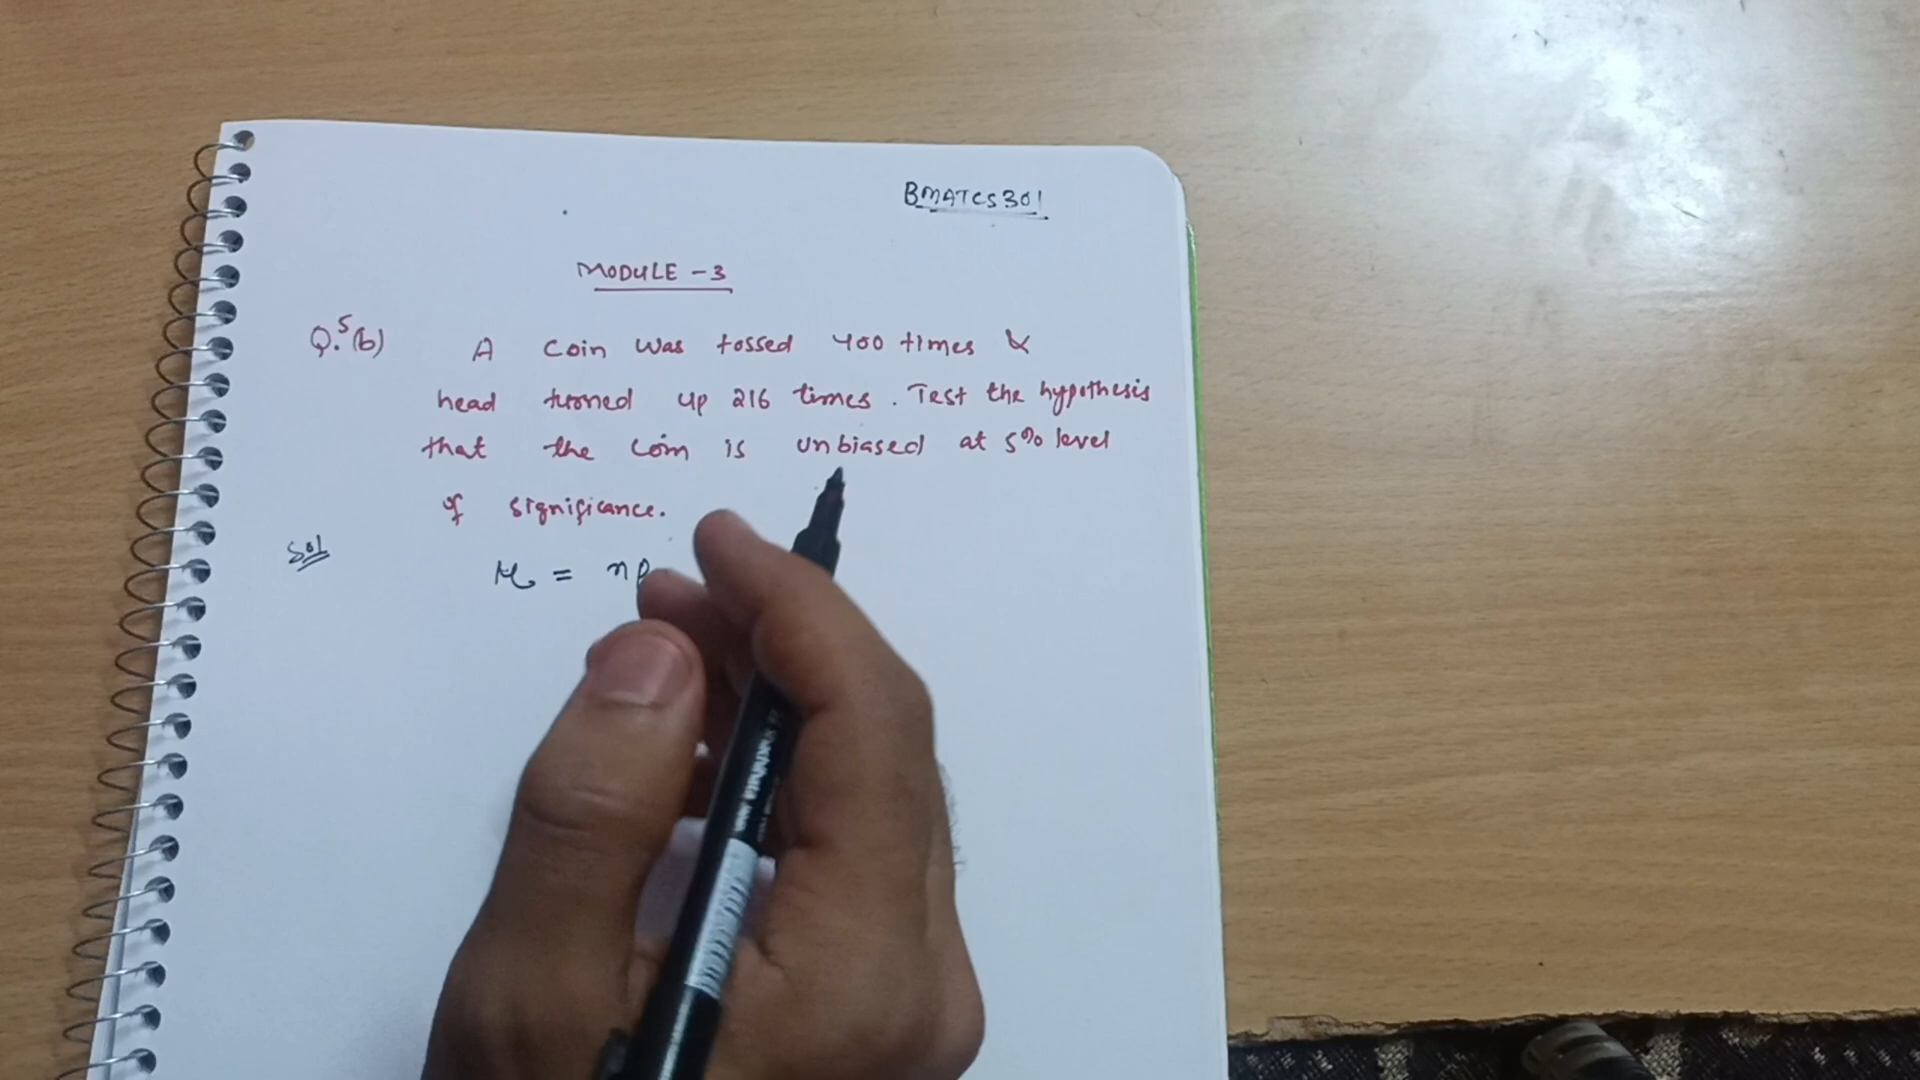 BMATCS301
MODULE - 3
Q.5(b) A coin was tossed 400 times &
head turned up 216 times. Test the hypothesis
that the coin is unbiased at 5% level
of significance.
Sol
μ = np